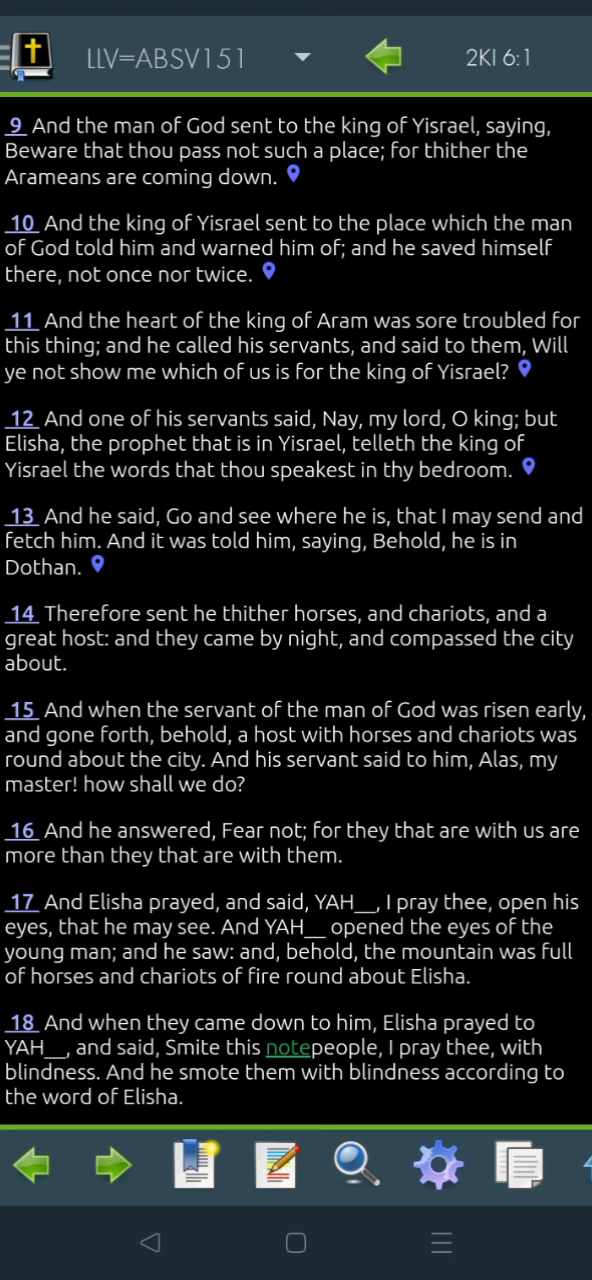 LLV=ABSV151
2KI 6:1
9 And the man of God sent to the king of Yisrael, saying,
Beware that thou pass not such a place; for thither the
Arameans are coming down.
10 And the king of Yisrael sent to the place which the man
of God told him and warned him of; and he saved himself
there, not once nor twice.
11 And the heart of the king of Aram was sore troubled for
this thing; and he called his servants, and said to them, Will
ye not show me which of us is for the king of Yisrael?
12 And one of his servants said, Nay, my lord, O king; but
Elisha, the prophet that is in Yisrael, telleth the king of
Yisrael the words that thou speakest in thy bedroom.
13 And he said, Go and see where he is, that I may send and
fetch him. And it was told him, saying, Behold, he is in
Dothan.
14 Therefore sent he thither horses, and chariots, and a
great host: and they came by night, and compassed the city
about.
15 And when the servant of the man of God was risen early,
and gone forth, behold, a host with horses and chariots was
round about the city. And his servant said to him, Alas, my
master! how shall we do?
16 And he answered, Fear not; for they that are with us are
more than they that are with them.
17 And Elisha prayed, and said, YAH__, I pray thee, open his
eyes, that he may see. And YAH__ opened the eyes of the
young man; and he saw: and, behold, the mountain was full
of horses and chariots of fire round about Elisha.
18 And when they came down to him, Elisha prayed to
YAH__, and said, Smite this notepeople, I pray thee, with
blindness. And he smote them with blindness according to
the word of Elisha.